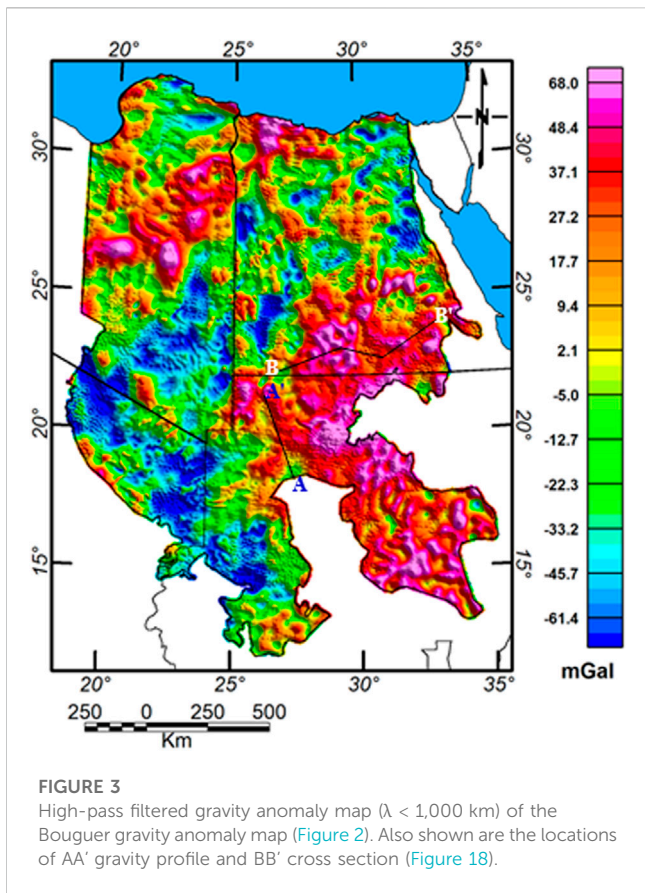 20° 25° 30° 35°
N
30° 30°
25° 25°
B'
B
A'
20° 20°
A
15° 15°
20° 25° 30° 35°
250 0 250 500
Km
68.0
48.4
37.1
27.2
17.7
9.4
2.1
-5.0
-12.7
-22.3
-33.2
-45.7
-61.4
mGal
FIGURE 3
High-pass filtered gravity anomaly map (λ < 1,000 km) of the
Bouguer gravity anomaly map (Figure 2). Also shown are the locations
of AA′ gravity profile and BB′ cross section (Figure 18).